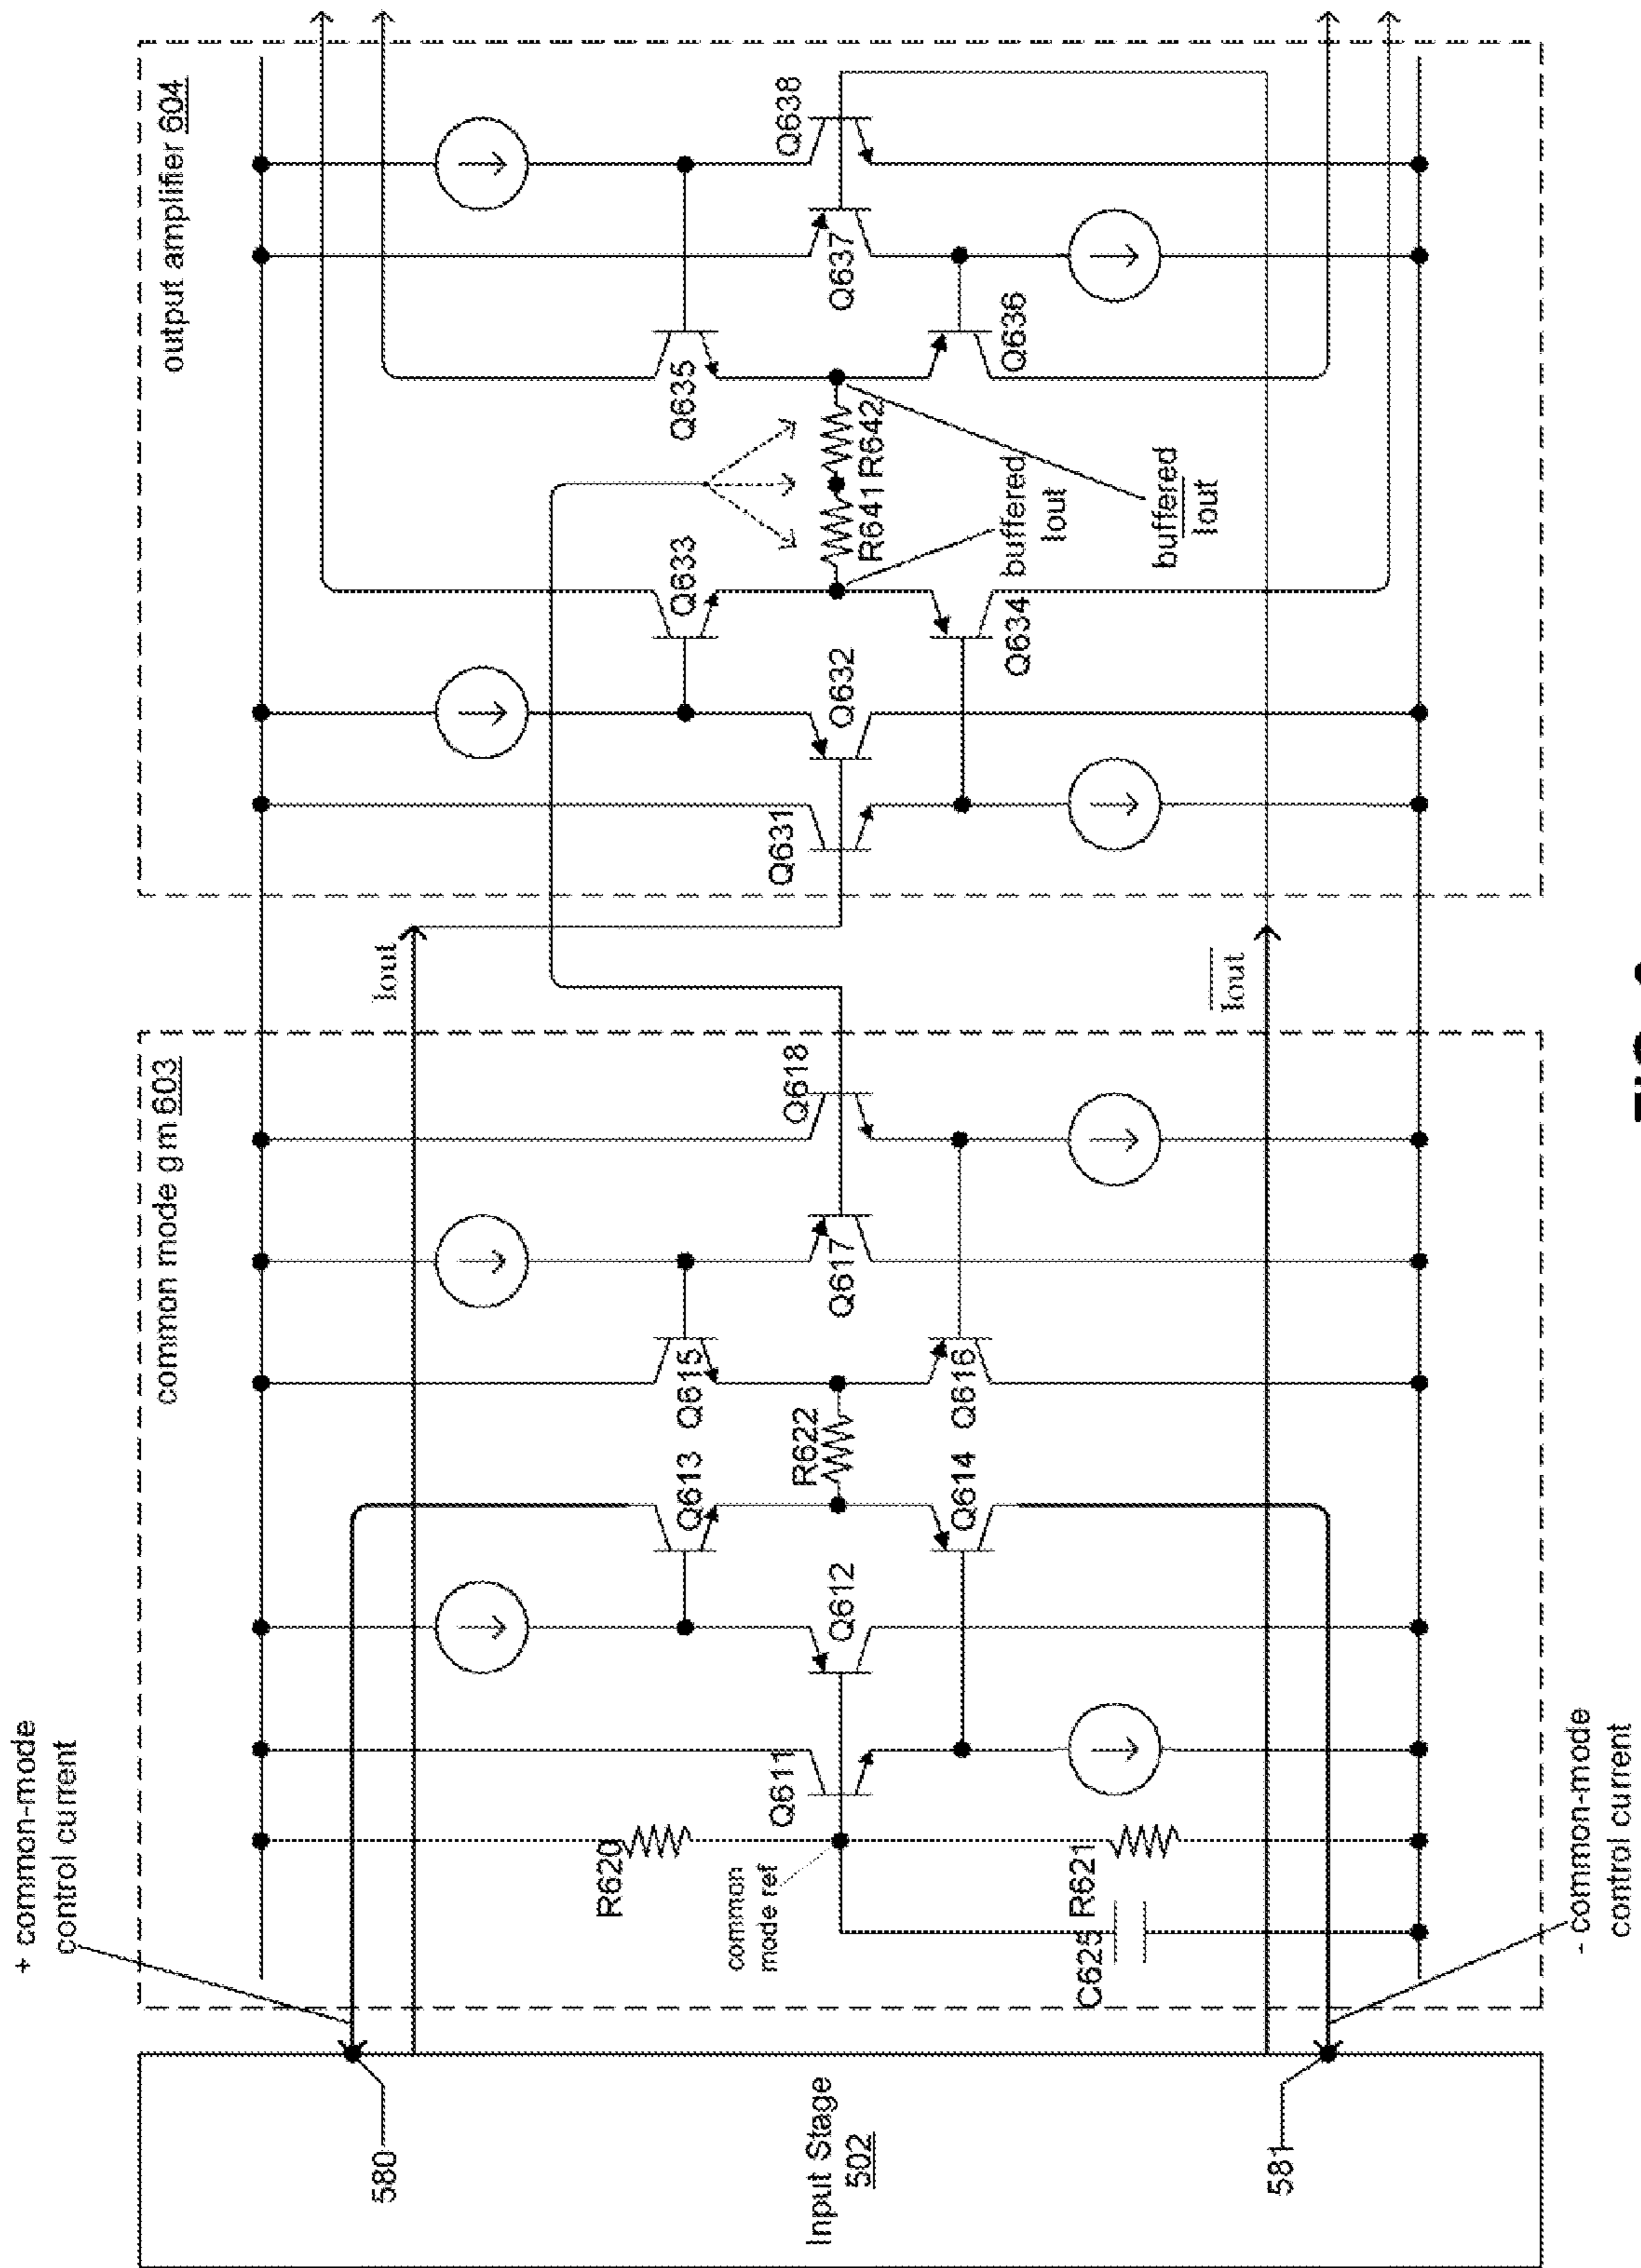 + common-mode
control current
580
Input Stage
502
581
- common-mode
control current
common mode gm 603
R620
common
mode ref
C625
R621
Q611
Q612
Q613
Q614
R622
Q615
Q616
Q617
Q618
Iout
Iout
output amplifier 604
Q631
Q632
Q633
Q634
R641
R642
buffered
Iout
buffered
Iout
Q635
Q636
Q637
Q638